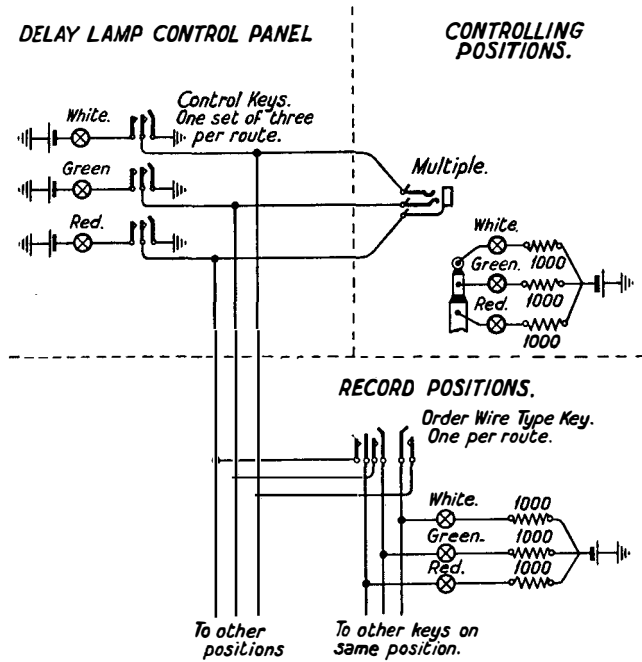 DELAY LAMP CONTROL PANEL
CONTROLLING
POSITIONS.
Control Keys.
One set of three
per route.
White.
Green
Red.
Multiple.
White.
1000
Green.
1000
Red.
1000
RECORD POSITIONS.
Order Wire Type Key.
One per route.
White.
1000
Green.
1000
Red.
1000
To other
positions
To other keys on
same position.